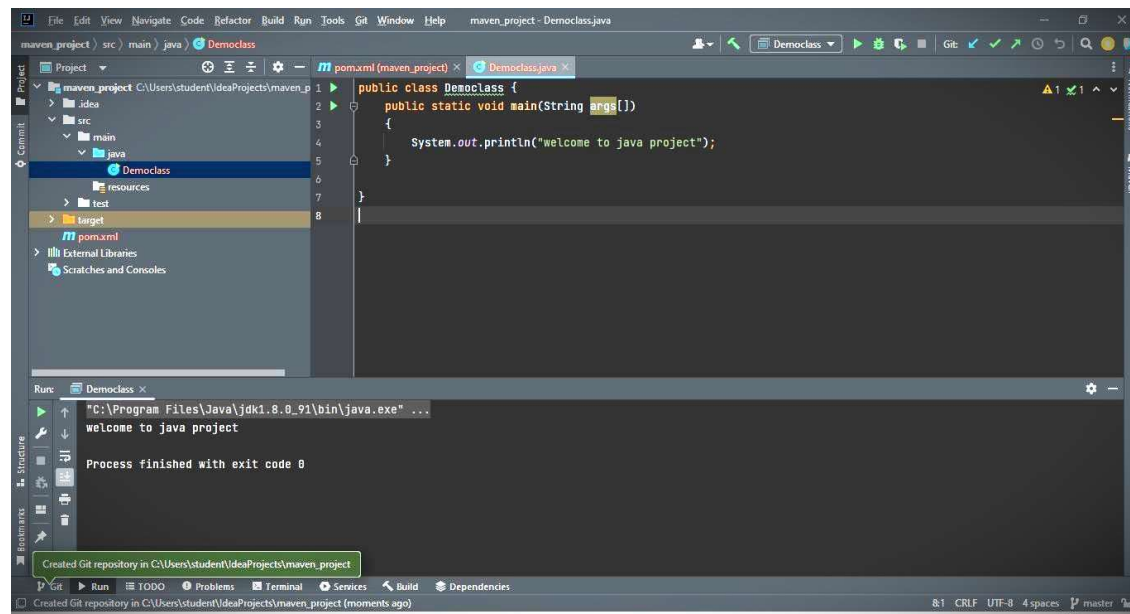 File Edit View Navigate Code Refactor Build Run Tools Git Window Help maven_project - Democlass.java
maven_project src main java Democlass
Democlass Git:
Project
pom.xml (maven_project) Democlass.java
Project
Commit
maven_project C:\Users\student\IdeaProjects\maven_p
.idea
src
main
java
Democlass
resources
test
target
pom.xml
External Libraries
Scratches and Consoles
1 public class Democlass {
2 public static void main(String args[])
3 {
4 System.out.println("welcome to java project");
5 }
6
7 }
8
1 1
Run: Democlass
"C:\Program Files\Java\jdk1.8.0_91\bin\java.exe" ...
welcome to java project
Process finished with exit code 0
Structure
Bookmarks
Created Git repository in C:\Users\student\IdeaProjects\maven_project
Git Run TODO Problems Terminal Services Build Dependencies
Created Git repository in C:\Users\student\IdeaProjects\maven_project (moments ago) 8:1 CRLF UTF-8 4 spaces master